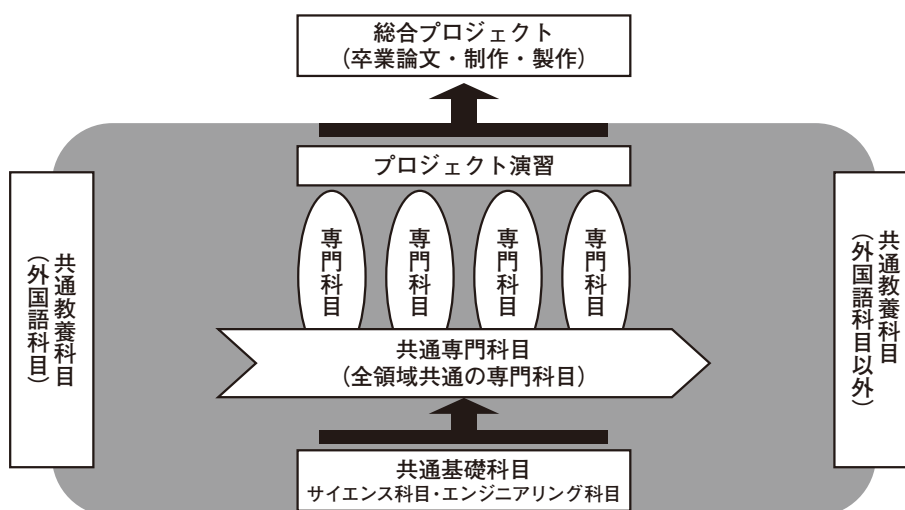 総合プロジェクト
(卒業論文・制作・製作)
プロジェクト演習
専門科目
専門科目
専門科目
専門科目
共通教養科目
(外国語科目)
共通教養科目
(外国語科目以外)
共通専門科目
(全領域共通の専門科目)
共通基礎科目
サイエンス科目・エンジニアリング科目